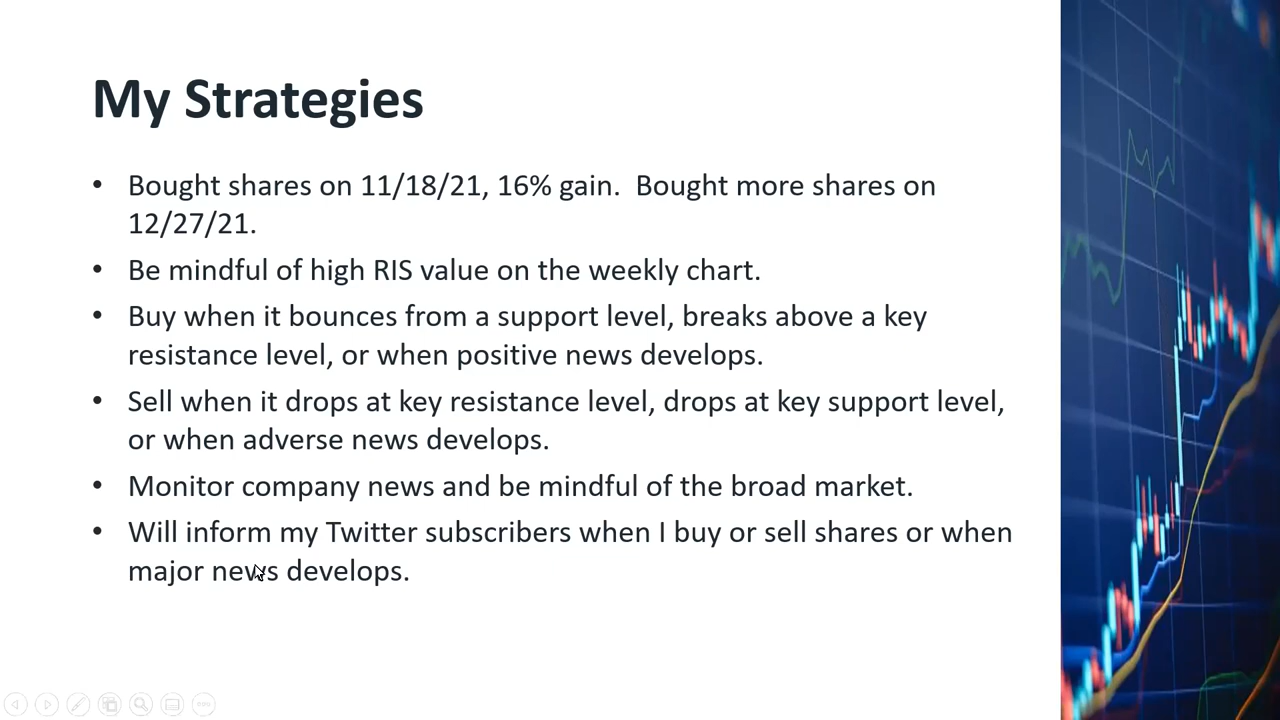 My Strategies
• Bought shares on 11/18/21, 16% gain.  Bought more shares on
12/27/21.
• Be mindful of high RIS value on the weekly chart.
• Buy when it bounces from a support level, breaks above a key
resistance level, or when positive news develops.
• Sell when it drops at key resistance level, drops at key support level,
or when adverse news develops.
• Monitor company news and be mindful of the broad market.
• Will inform my Twitter subscribers when I buy or sell shares or when
major news develops.